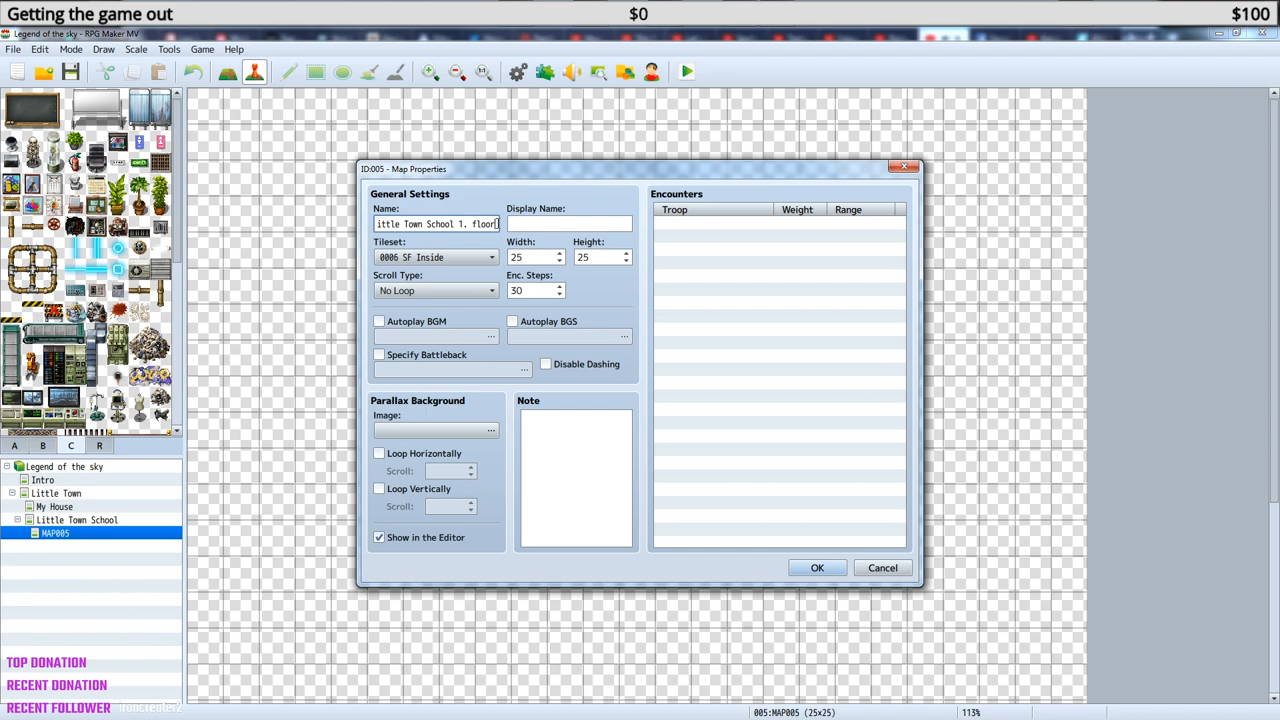 Getting the game out $0 $100
Legend of the sky - RPG Maker MV
File Edit Mode Draw Scale Tools Game Help
ID:005 - Map Properties
General Settings
Name: Display Name:
ittle Town School 1. floor
Tileset: Width: Height:
0006 SF Inside 25 25
Scroll Type: Enc. Steps:
No Loop 30
Autoplay BGM Autoplay BGS
... ...
Specify Battleback
... Disable Dashing
Parallax Background
Image:
...
Loop Horizontally
Scroll:
Loop Vertically
Scroll:
Show in the Editor
Note
Encounters
Troop Weight Range
OK Cancel
A B C R
Legend of the sky
Intro
Little Town
My House
Little Town School
MAP005
TOP DONATION
RECENT DONATION
RECENT FOLLOWER
005:MAP005 (25x25) 113%